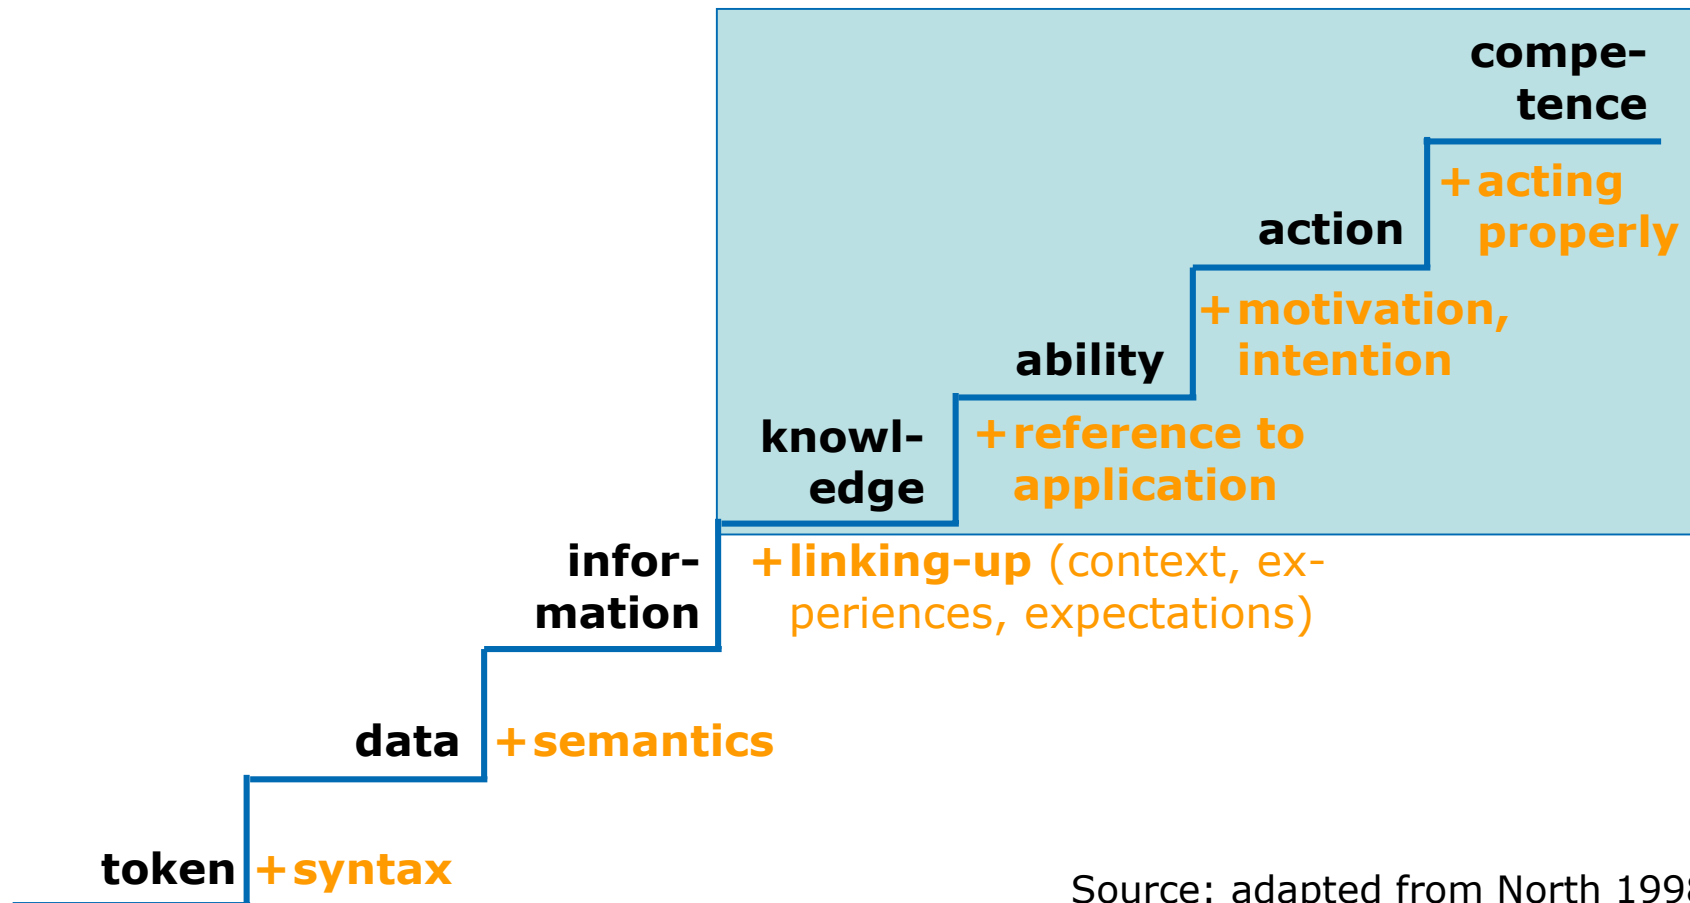 compe-
tence
+ acting
properly
action
+ motivation,
intention
ability
knowl-
edge
+ reference to
application
infor-
mation
+ linking-up (context, ex-
periences, expectations)
data
+ semantics
token
+ syntax
Source: adapted from North 1998